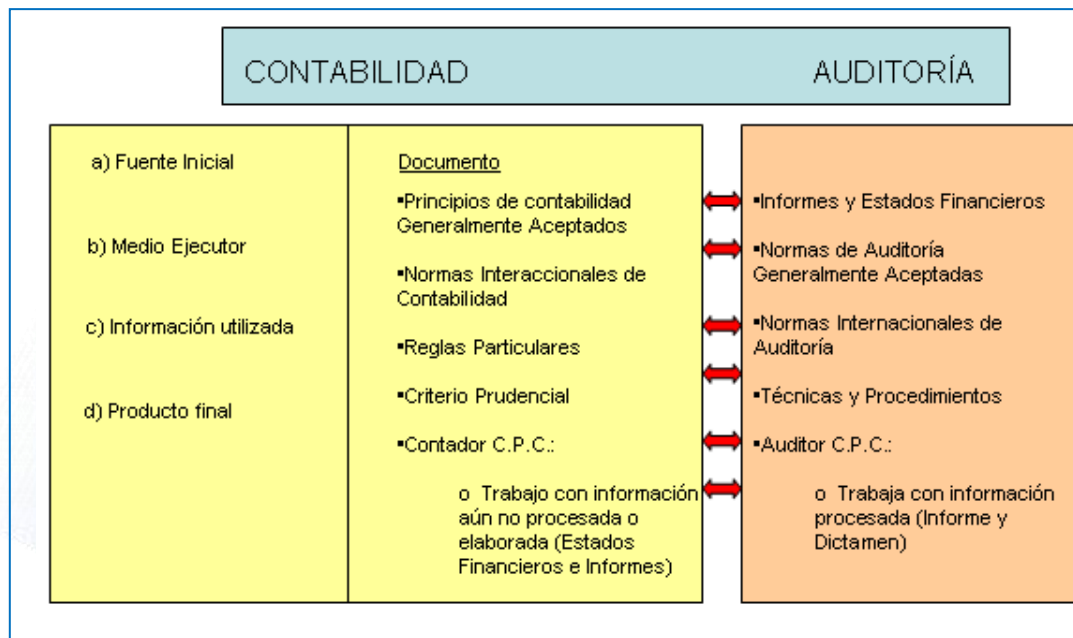 CONTABILIDAD
AUDITORÍA
a) Fuente Inicial
b) Medio Ejecutor
c) Información utilizada
d) Producto final
Documento
▪Principios de contabilidad
Generalmente Aceptados
▪Normas Interaccionales de
Contabilidad
▪Reglas Particulares
▪Criterio Prudencial
▪Contador C.P.C.:
o Trabajo con información
aún no procesada o
elaborada (Estados
Financieros e Informes)
▪Informes y Estados Financieros
▪Normas de Auditoría
Generalmente Aceptadas
▪Normas Internacionales de
Auditoría
▪Técnicas y Procedimientos
▪Auditor C.P.C.:
o Trabaja con información
procesada (Informe y
Dictamen)